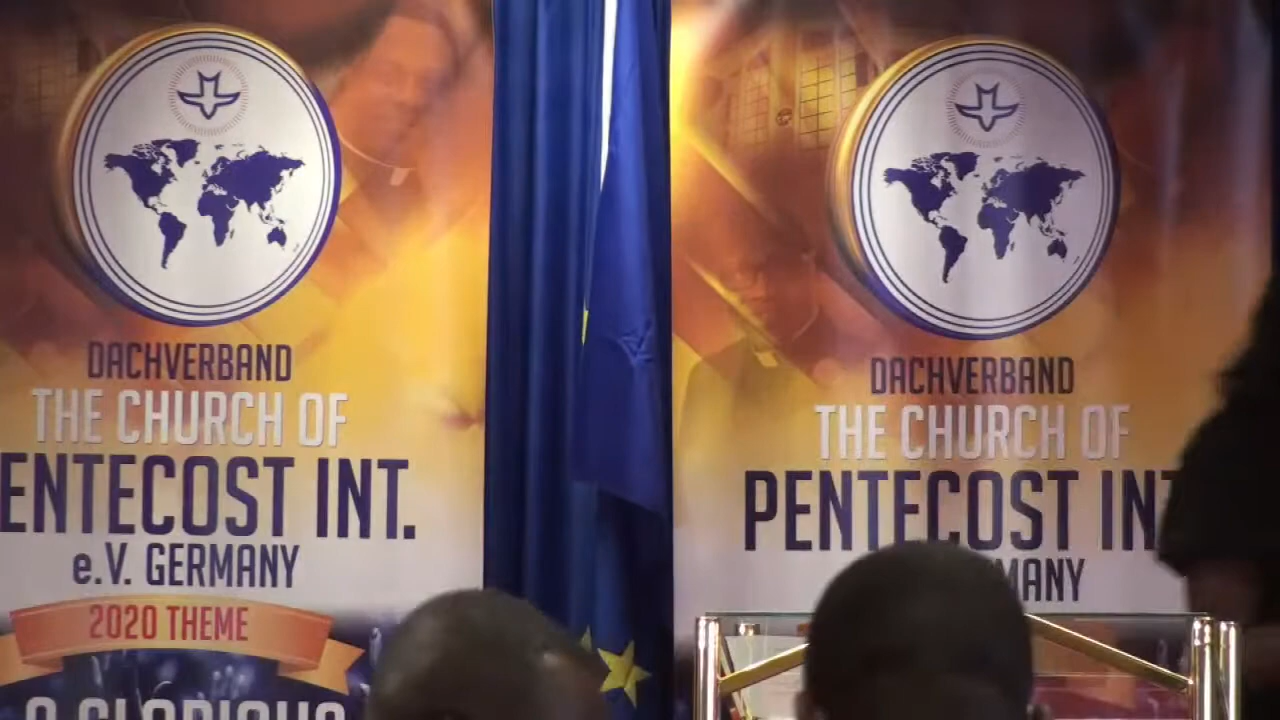 DACHVERBAND
THE CHURCH OF
ENTECOST INT.
e.V. GERMANY
2020 THEME
DACHVERBAND
THE CHURCH OF
PENTECOST INT
MANY